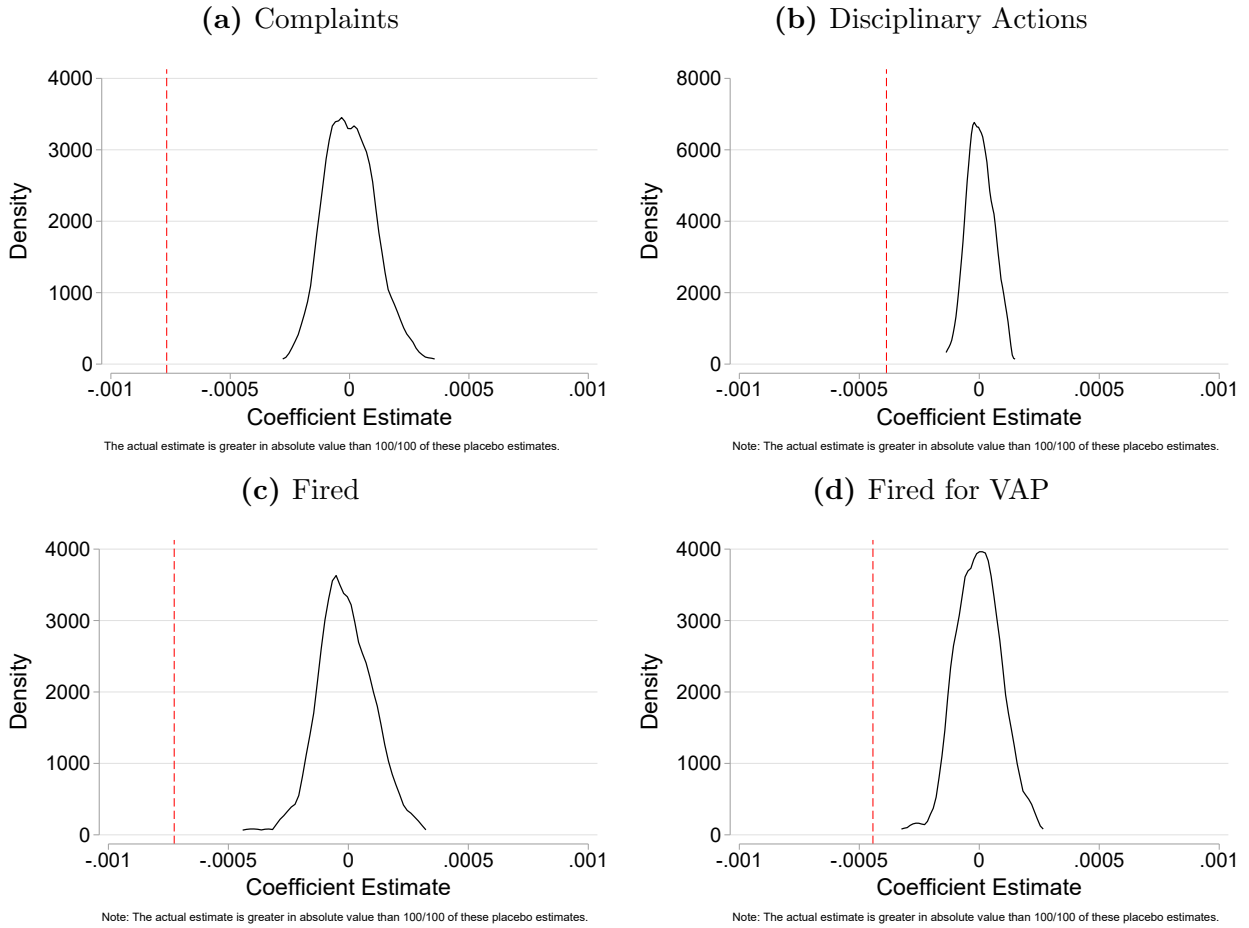 (a) Complaints
4000
3000
2000
1000
0
Density
-.001 -.0005 0 .0005 .001
Coefficient Estimate
The actual estimate is greater in absolute value than 100/100 of these placebo estimates.
(b) Disciplinary Actions
8000
6000
4000
2000
0
Density
-.001 -.0005 0 .0005 .001
Coefficient Estimate
Note: The actual estimate is greater in absolute value than 100/100 of these placebo estimates.
(c) Fired
4000
3000
2000
1000
0
Density
-.001 -.0005 0 .0005 .001
Coefficient Estimate
Note: The actual estimate is greater in absolute value than 100/100 of these placebo estimates.
(d) Fired for VAP
4000
3000
2000
1000
0
Density
-.001 -.0005 0 .0005 .001
Coefficient Estimate
Note: The actual estimate is greater in absolute value than 100/100 of these placebo estimates.